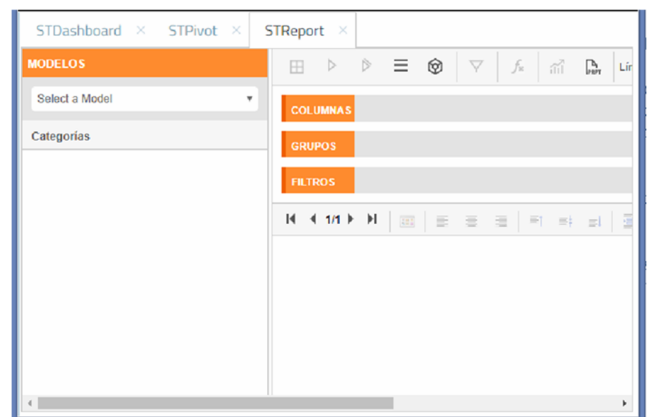 STDashboard STPivot STReport
MODELOS
Select a Model
Categorías
COLUMNAS
GRUPOS
FILTROS
1/1